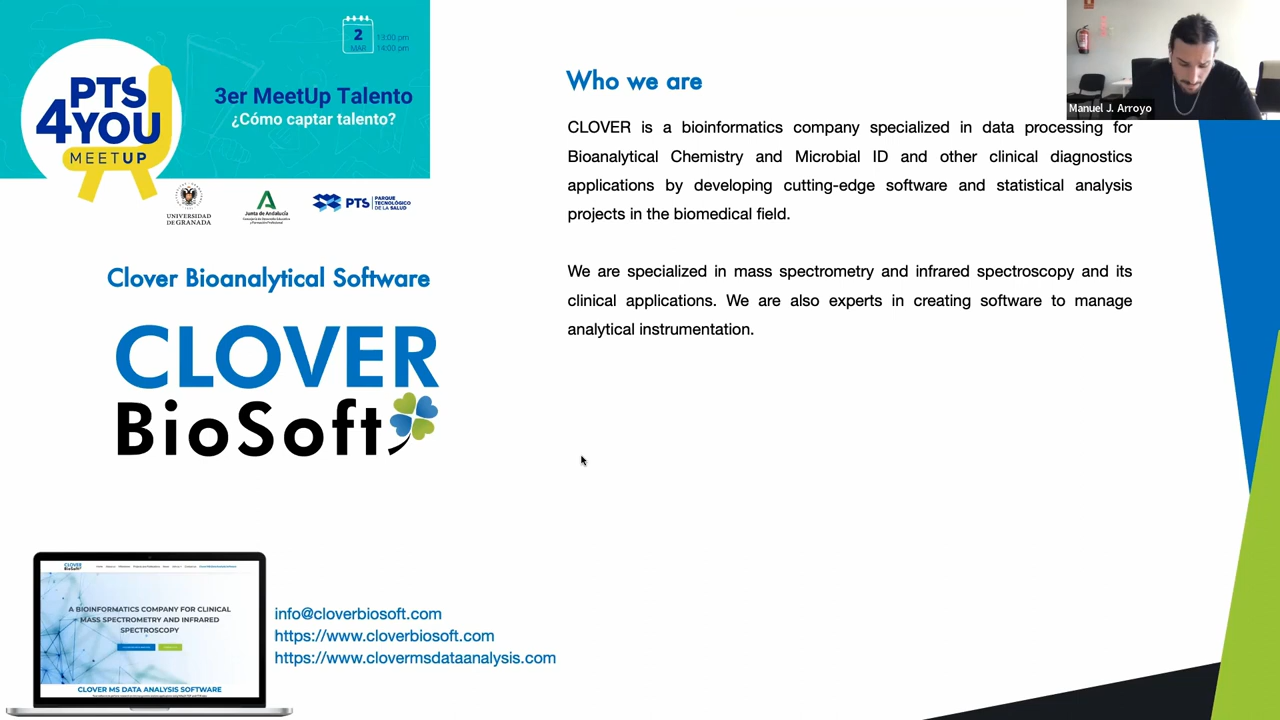 2
MAR
13:00 pm
14:00 pm
PTS
4YOU
MEETUP
3er MeetUp Talento
¿Cómo captar talento?
UNIVERSIDAD
DE GRANADA
Junta de Andalucía
PTS
PARQUE
TECNOLÓGICO
DE LA SALUD
Clover Bioanalytical Software
CLOVER
BioSoft
A BIOINFORMATICS COMPANY FOR CLINICAL
MASS SPECTROMETRY AND INFRARED
SPECTROSCOPY
CLOVER MS DATA ANALYSIS SOFTWARE
info@cloverbiosoft.com
https://www.cloverbiosoft.com
https://www.clovermsdataanalysis.com
Who we are
CLOVER is a bioinformatics company specialized in data processing for
Bioanalytical Chemistry and Microbial ID and other clinical diagnostics
applications by developing cutting-edge software and statistical analysis
projects in the biomedical field.
We are specialized in mass spectrometry and infrared spectroscopy and its
clinical applications. We are also experts in creating software to manage
analytical instrumentation.
Manuel J. Arroyo